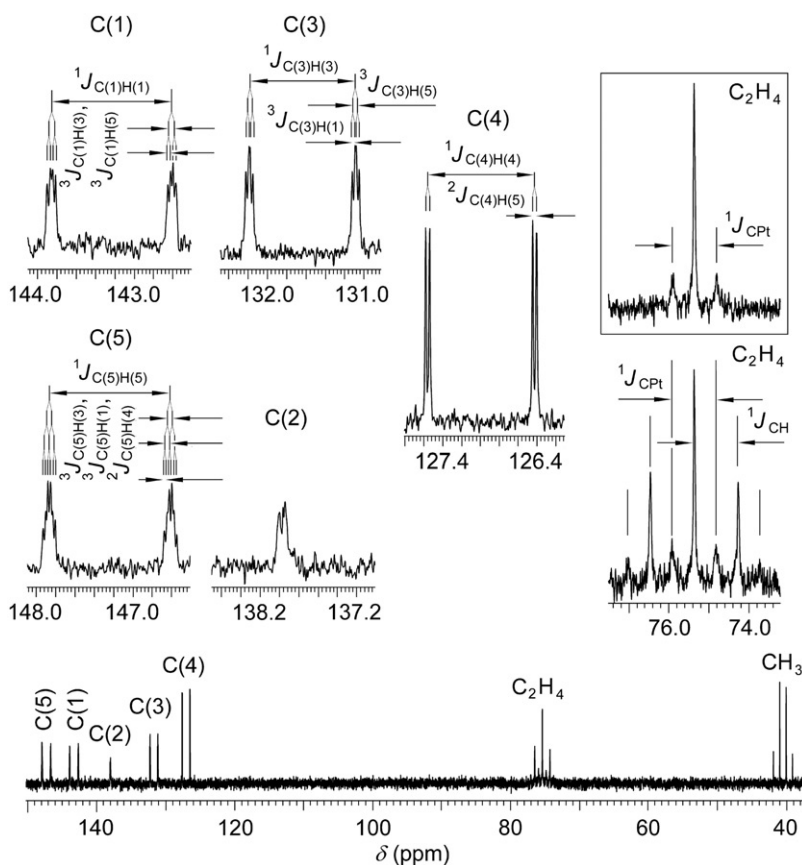 C(1)
¹J_C(1)H(1)
³J_C(1)H(3),
³J_C(1)H(5)
144.0 143.0
C(3)
¹J_C(3)H(3)
³J_C(3)H(5)
³J_C(3)H(1)
132.0 131.0
C(4)
¹J_C(4)H(4)
²J_C(4)H(5)
127.4 126.4
C₂H₄
¹J_CPt
C(5)
¹J_C(5)H(5)
³J_C(5)H(3),
³J_C(5)H(1),
²J_C(5)H(4)
148.0 147.0
C(2)
138.2 137.2
C₂H₄
¹J_CPt
¹J_CH
76.0 74.0
C(5)
C(1)
C(2)
C(3)
C(4)
C₂H₄
CH₃
140 120 100 80 60 40
δ (ppm)